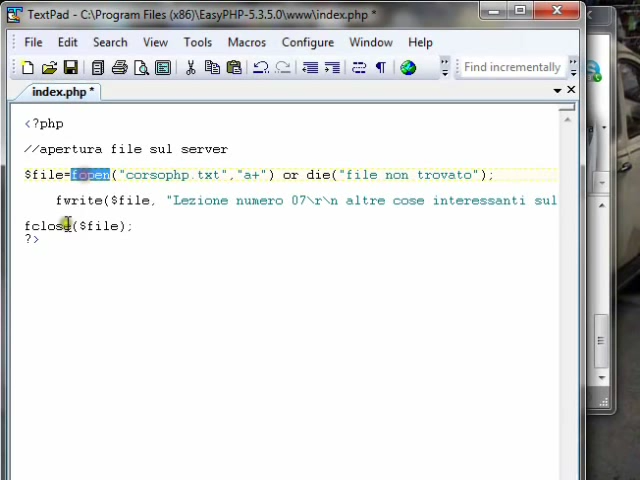 TextPad - C:\Program Files (x86)\EasyPHP-5.3.5.0\www\index.php *
File Edit Search View Tools Macros Configure Window Help
Find incrementally
index.php *
<?php
//apertura file sul server
$file=fopen("corsophp.txt","a+") or die("file non trovato");
fwrite($file, "Lezione numero 07\r\n altre cose interessanti sul
fclose($file);
?>